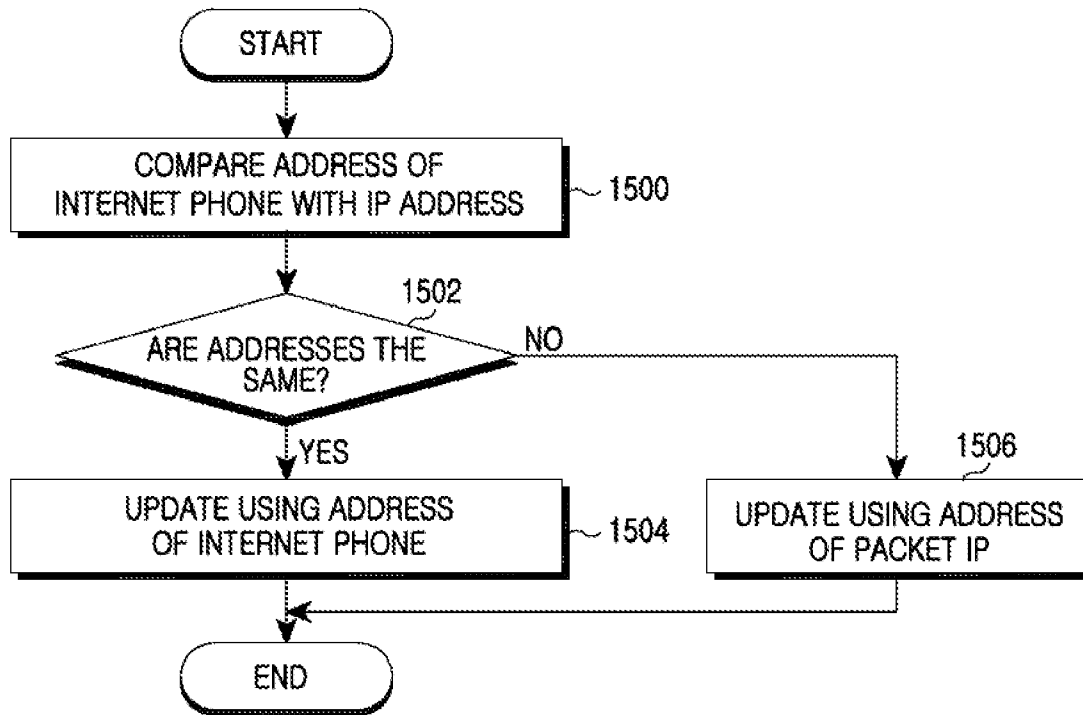 START
COMPARE ADDRESS OF
INTERNET PHONE WITH IP ADDRESS
1500
1502
ARE ADDRESSES THE
SAME?
NO
YES
1506
UPDATE USING ADDRESS
OF INTERNET PHONE
1504
UPDATE USING ADDRESS
OF PACKET IP
END